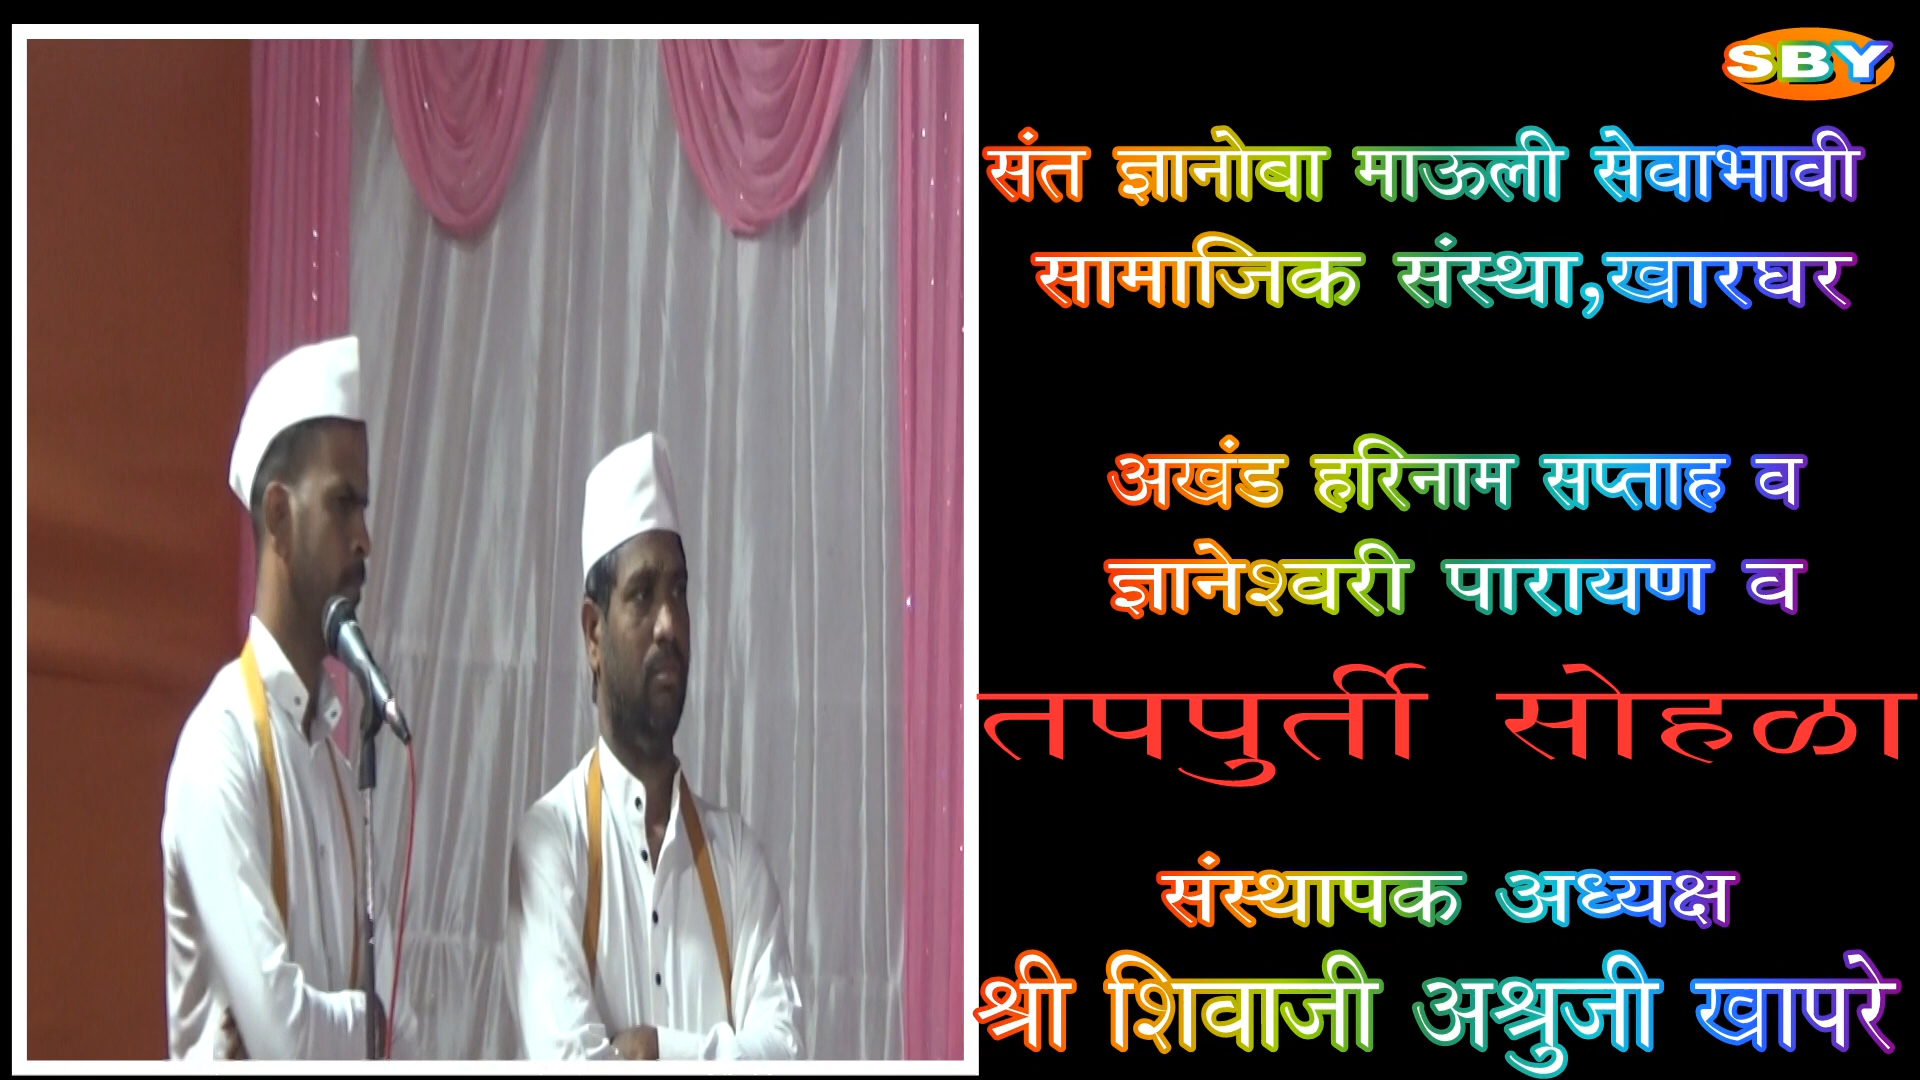 SBY
संत ज्ञानोबा माऊली सेवाभावी
सामाजिक संस्था,खारघर
अखंड हरिनाम सप्ताह व
ज्ञानेश्वरी पारायण व
तपपुर्ती सोहळा
संस्थापक अध्यक्ष
श्री शिवाजी अश्रुजी खापरे